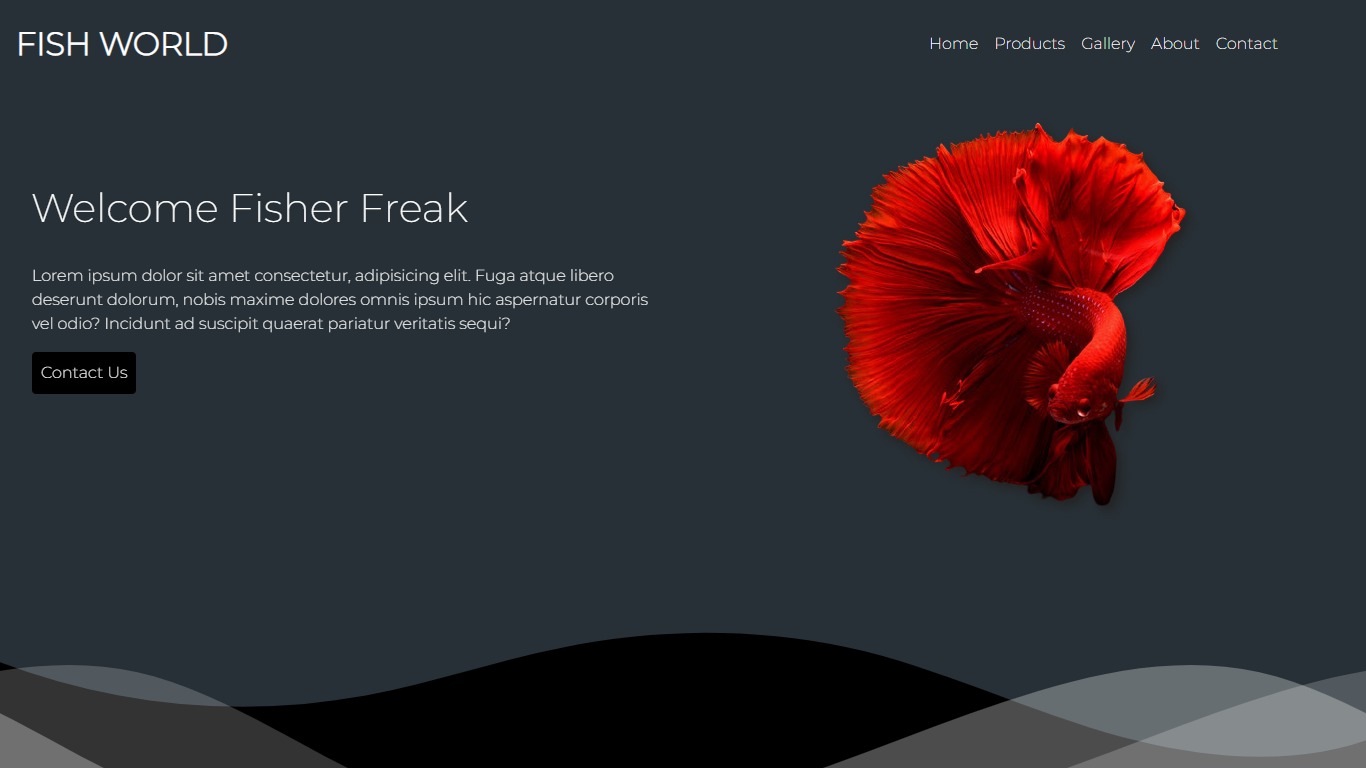 FISH WORLD
Home Products Gallery About Contact
Welcome Fisher Freak
Lorem ipsum dolor sit amet consectetur, adipisicing elit. Fuga atque libero
deserunt dolorum, nobis maxime dolores omnis ipsum hic aspernatur corporis
vel odio? Incidunt ad suscipit quaerat pariatur veritatis sequi?
Contact Us